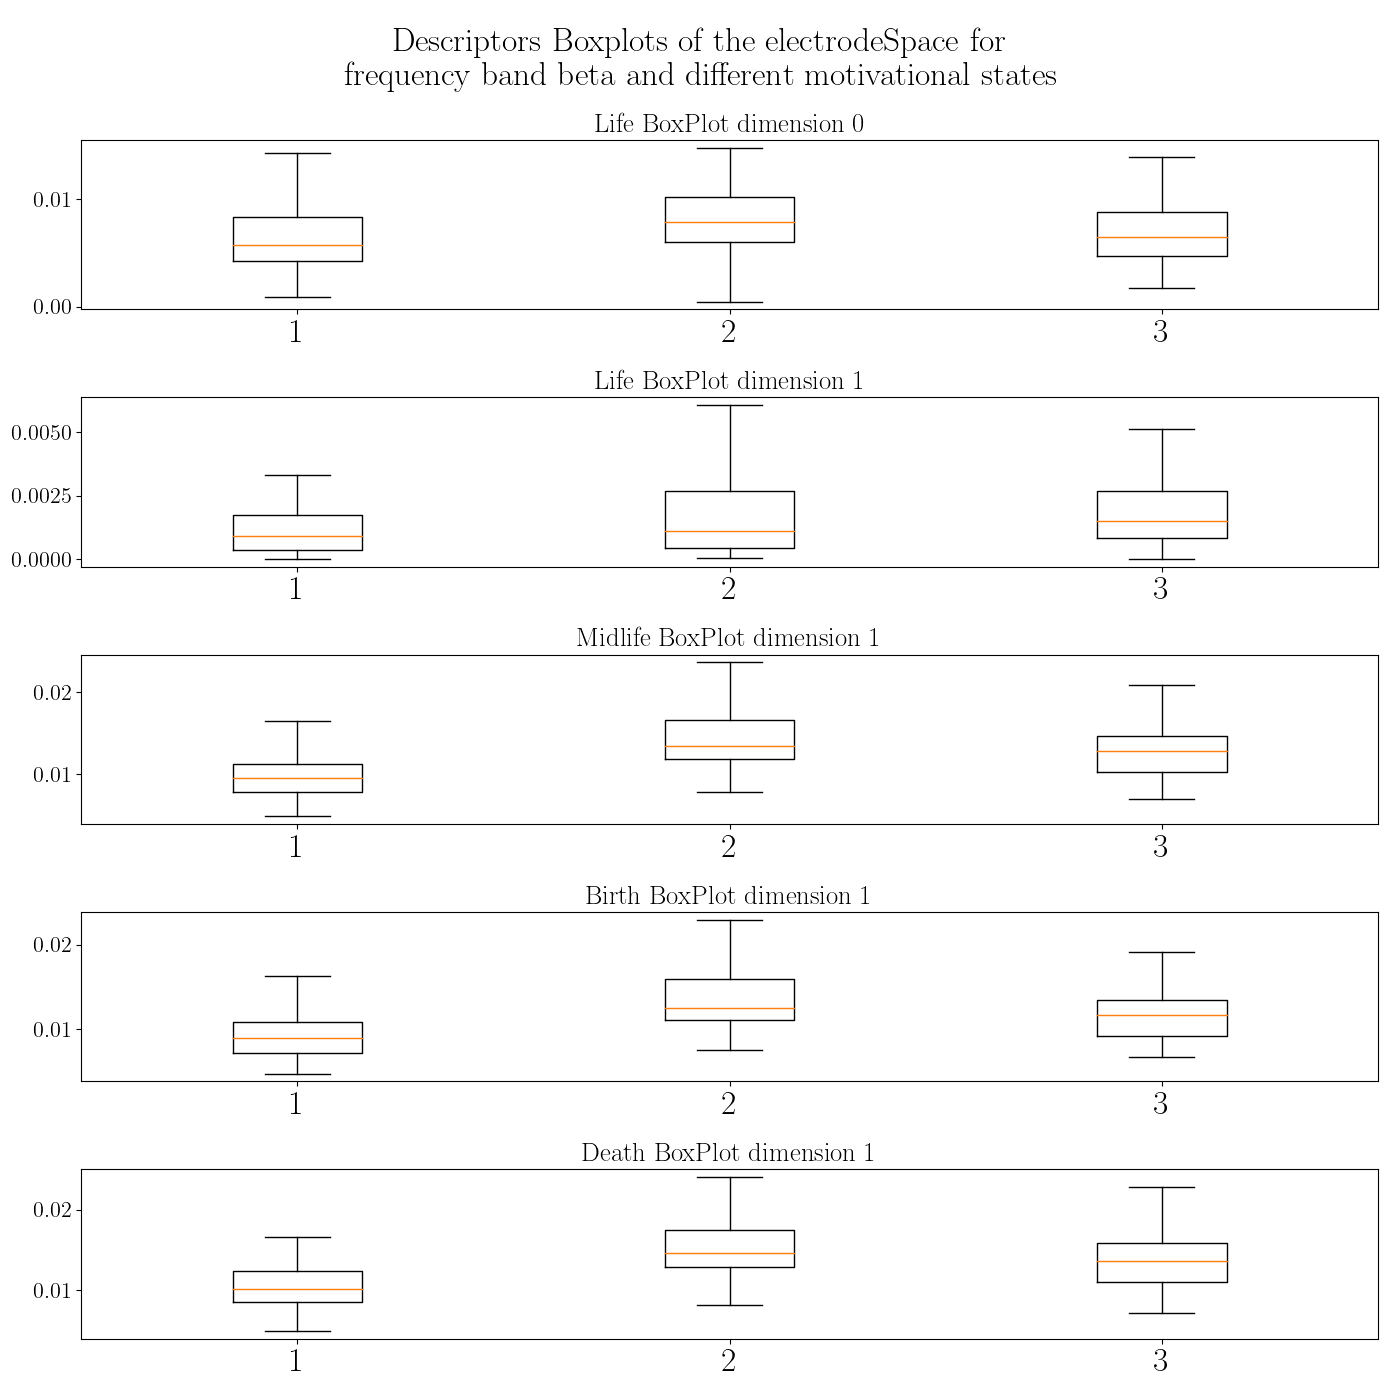 Descriptors Boxplots of the electrodeSpace for
frequency band beta and different motivational states
Life BoxPlot dimension 0
0.01
0.00
1 2 3
Life BoxPlot dimension 1
0.0050
0.0025
0.0000
1 2 3
Midlife BoxPlot dimension 1
0.02
0.01
1 2 3
Birth BoxPlot dimension 1
0.02
0.01
1 2 3
Death BoxPlot dimension 1
0.02
0.01
1 2 3